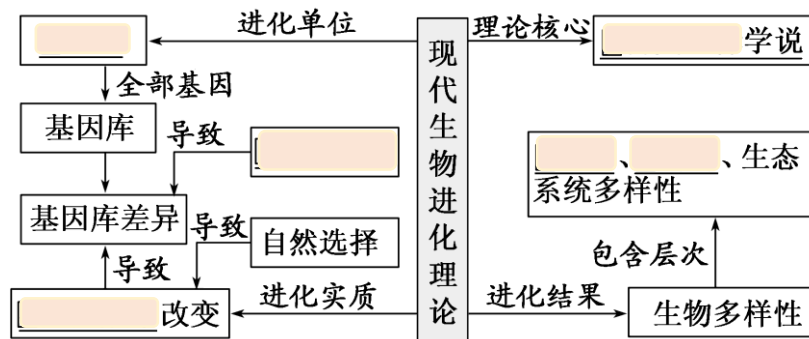 进化单位
理论核心
学说
全部基因
基因库
导致
基因库差异
导致
自然选择
导致
改变
进化实质
现代生物进化理论
、
、生态
系统多样性
包含层次
进化结果
生物多样性